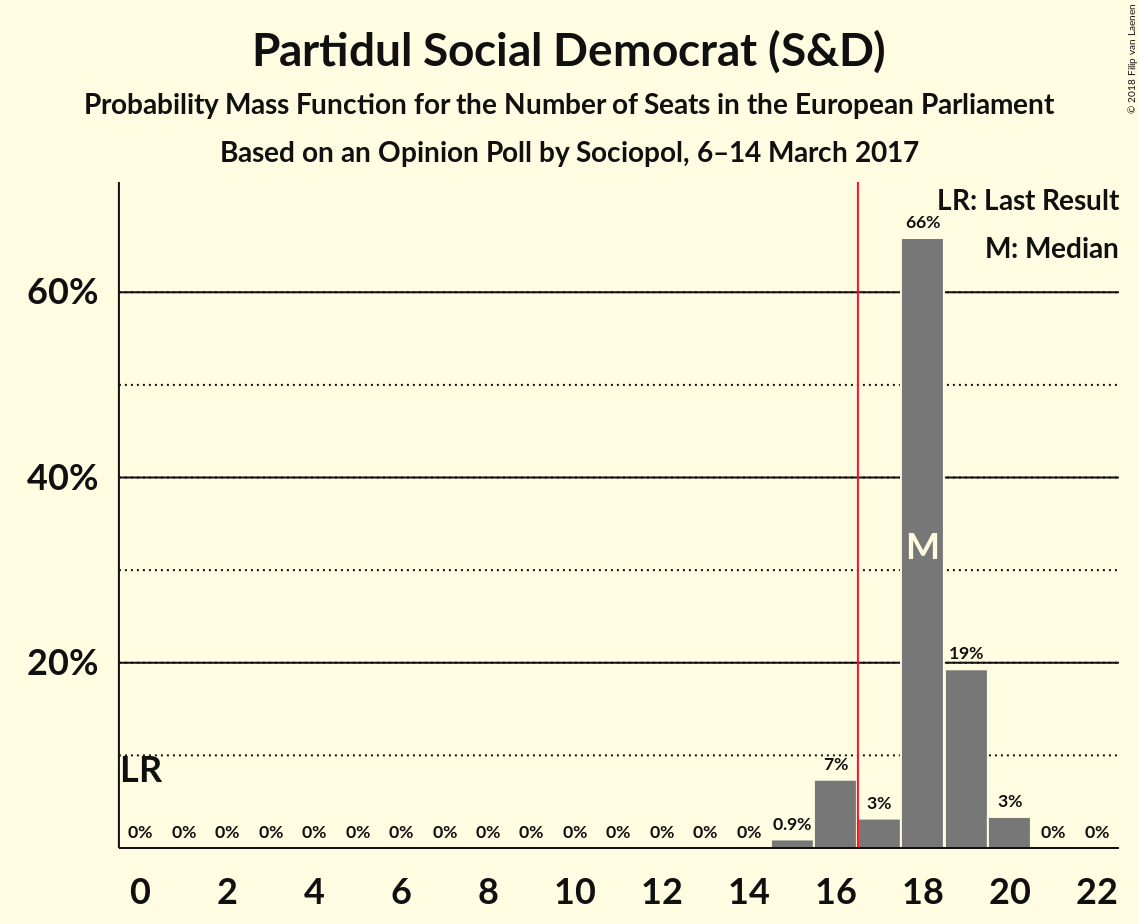 Partidul Social Democrat (S&D)
Probability Mass Function for the Number of Seats in the European Parliament
Based on an Opinion Poll by Sociopol, 6–14 March 2017
© 2018 Filip van Laenen
LR: Last Result
M: Median
66%
60%
40%
M
20%
19%
LR
7%
3%
3%
0.9%
0% 0% 0% 0% 0% 0% 0% 0% 0% 0% 0% 0% 0% 0% 0% 0% 0%
0 2 4 6 8 10 12 14 16 18 20 22